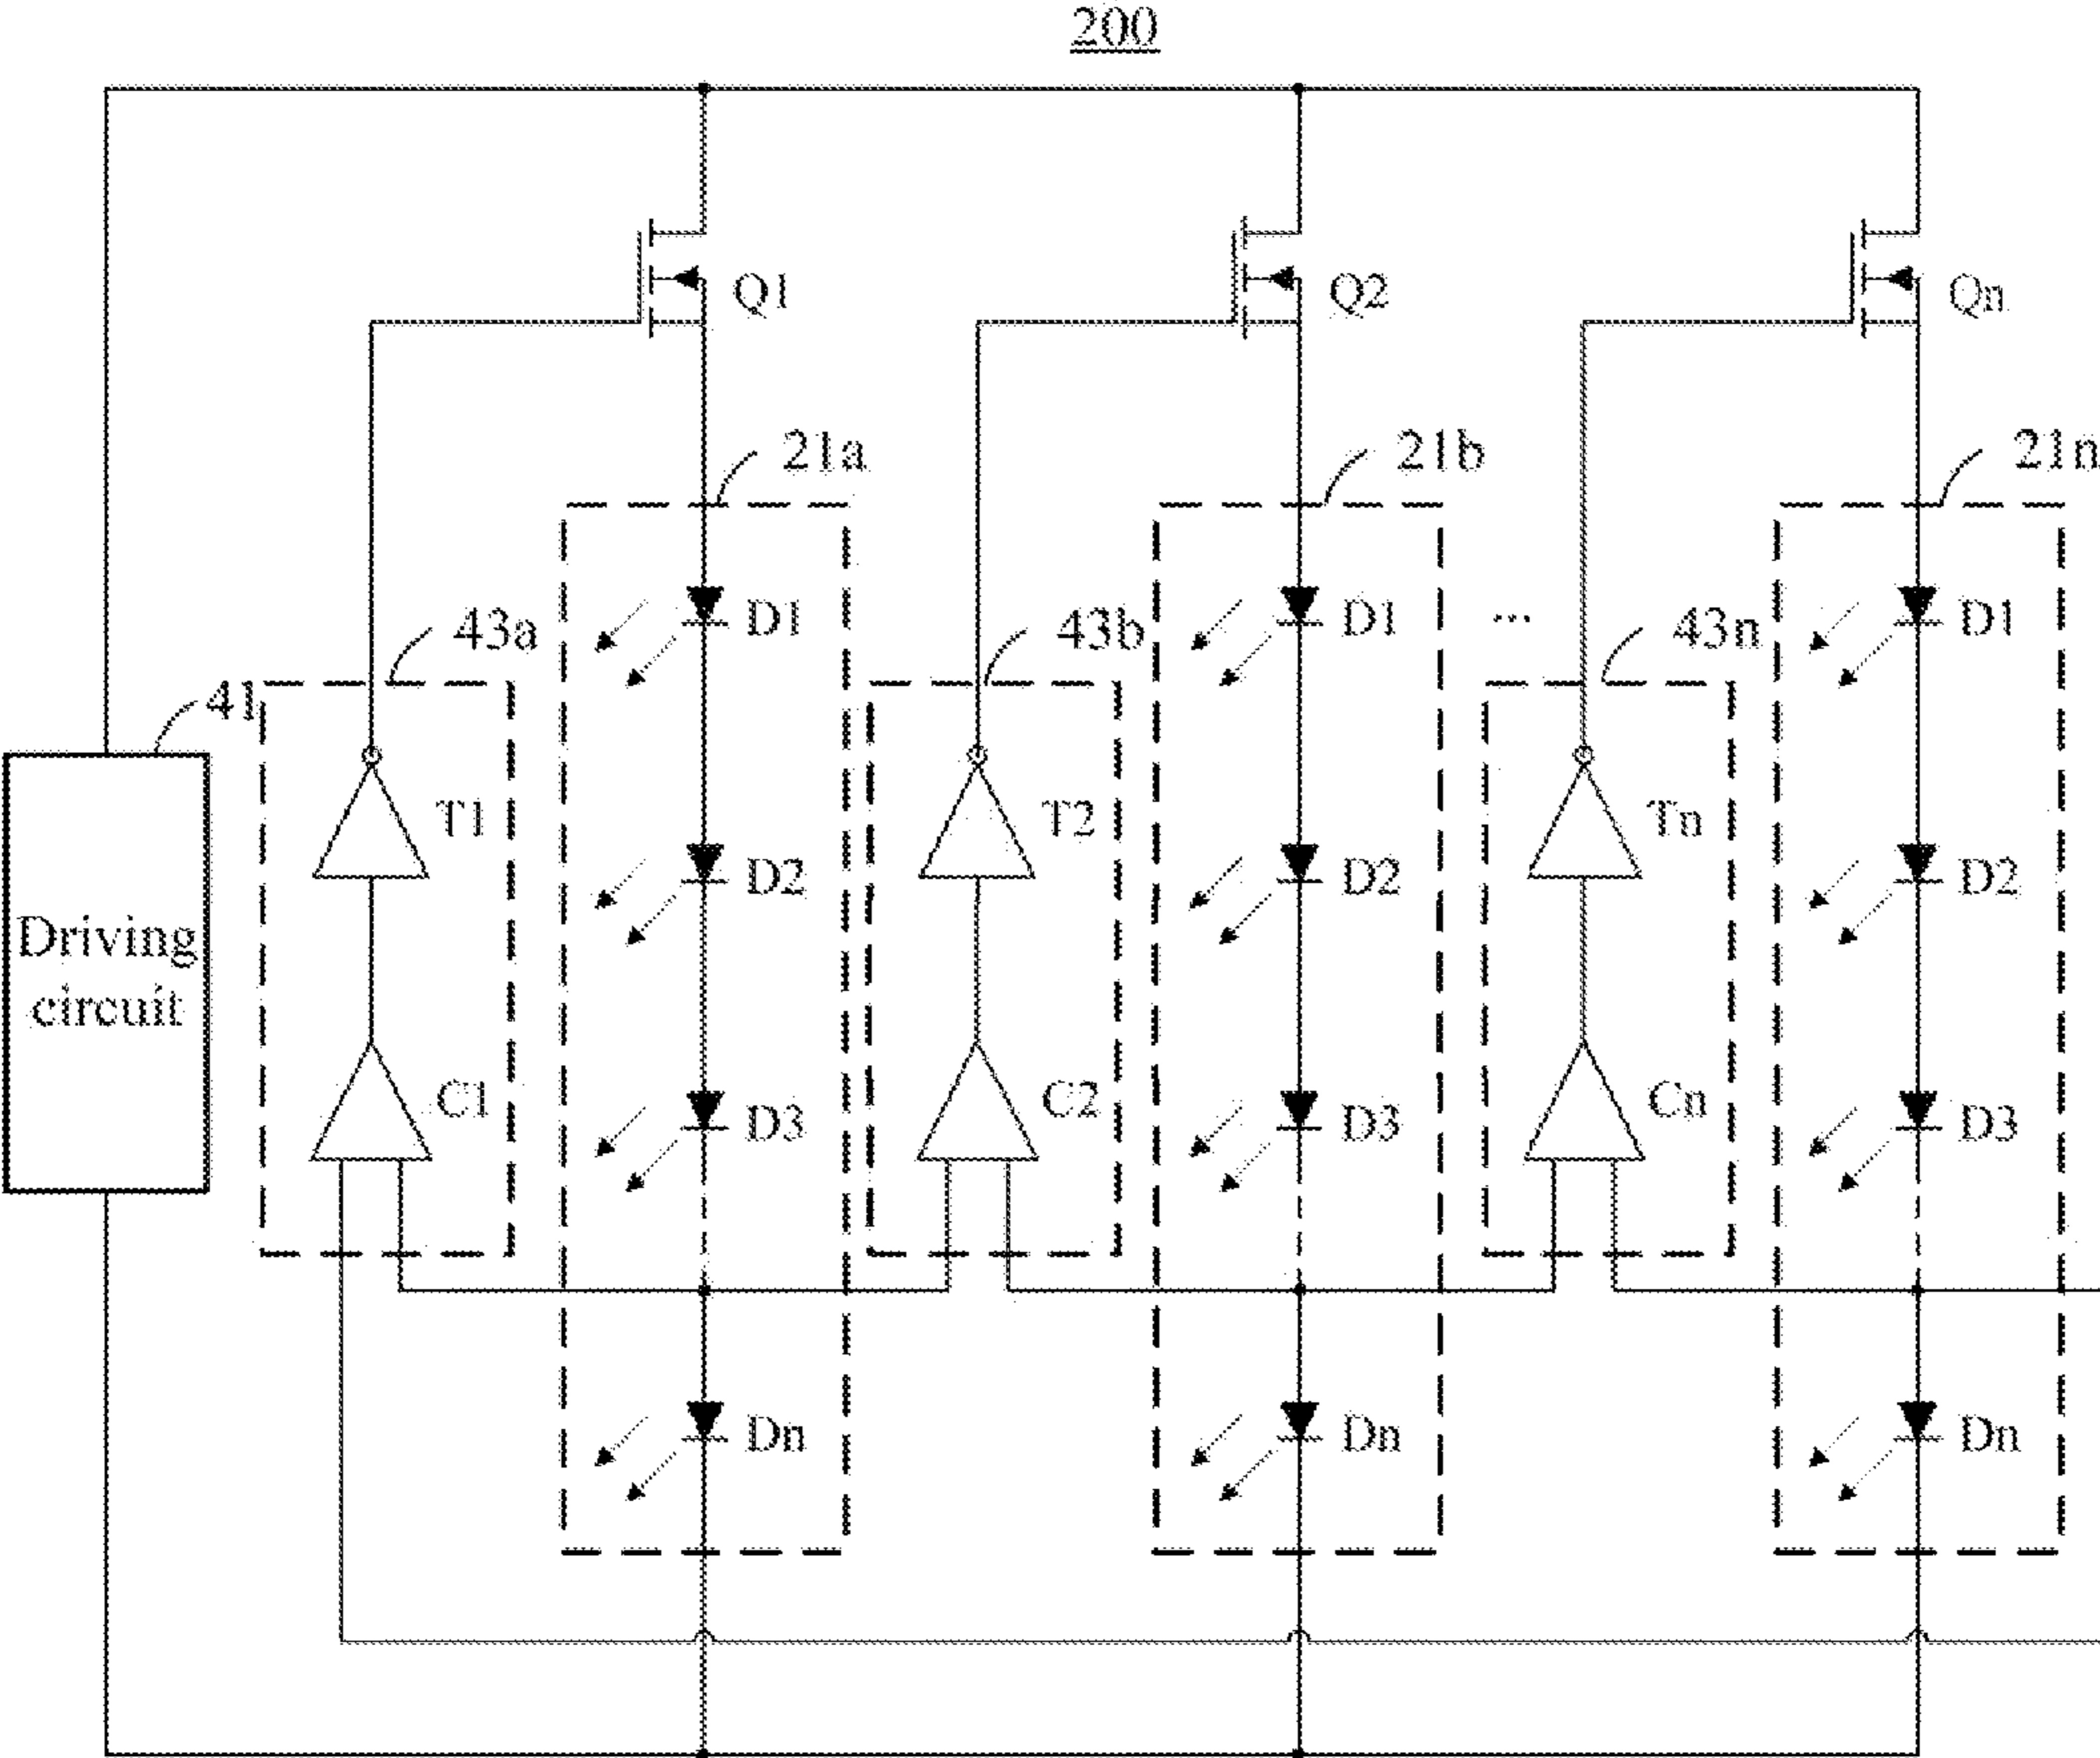 200
Q1
Q2
Qn
21a
21b
21n
D1
D1
...
D1
43a
43b
43n
41
T1
T2
Tn
D2
D2
D2
Driving
circuit
C1
C2
Cn
D3
D3
D3
Dn
Dn
Dn